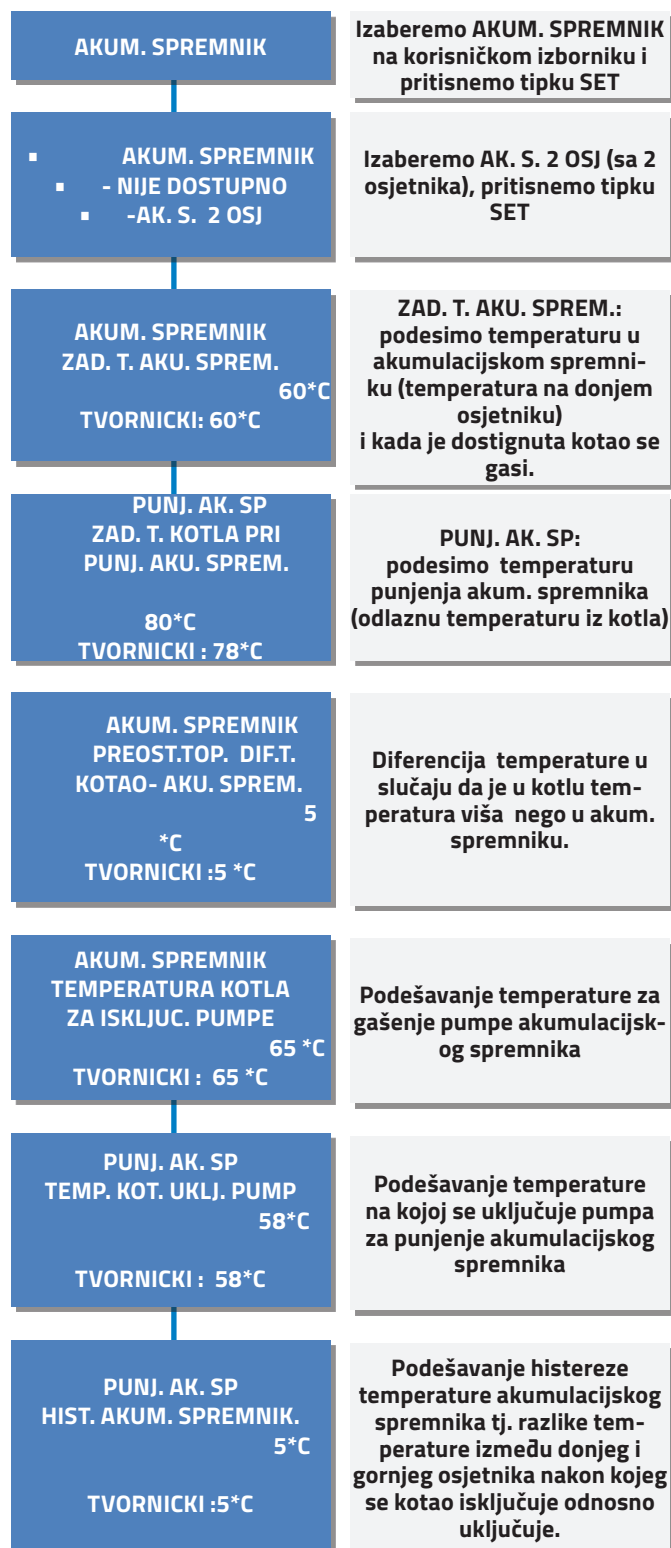 AKUM. SPREMNIK
Izaberemo AKUM. SPREMNIK
na korisničkom izborniku i
pritisnemo tipku SET
▪ AKUM. SPREMNIK
▪ - NIJE DOSTUPNO
▪ -AK. S. 2 OSJ
Izaberemo AK. S. 2 OSJ (sa 2
osjetnika), pritisnemo tipku
SET
AKUM. SPREMNIK
ZAD. T. AKU. SPREM.
60*C
TVORNICKI: 60*C
ZAD. T. AKU. SPREM.:
podesimo temperaturu u
akumulacijskom spremni-
ku (temperatura na donjem
osjetniku)
i kada je dostignuta kotao se
gasi.
PUNJ. AK. SP
ZAD. T. KOTLA PRI
PUNJ. AKU. SPREM.
80*C
TVORNICKI : 78*C
PUNJ. AK. SP:
podesimo temperaturu
punjenja akum. spremnika
(odlaznu temperaturu iz kotla)
AKUM. SPREMNIK
PREOST.TOP. DIF.T.
KOTAO- AKU. SPREM.
5
*C
TVORNICKI :5 *C
Diferencija temperature u
slučaju da je u kotlu tem-
peratura viša nego u akum.
spremniku.
AKUM. SPREMNIK
TEMPERATURA KOTLA
ZA ISKLJUC. PUMPE
65 *C
TVORNICKI : 65 *C
Podešavanje temperature za
gašenje pumpe akumulacijsk-
og spremnika
PUNJ. AK. SP
TEMP. KOT. UKLJ. PUMP
58*C
TVORNICKI : 58*C
Podešavanje temperature
na kojoj se uključuje pumpa
za punjenje akumulacijskog
spremnika
PUNJ. AK. SP
HIST. AKUM. SPREMNIK.
5*C
TVORNICKI :5*C
Podešavanje histereze
temperature akumulacijskog
spremnika tj. razlike tem-
perature između donjeg i
gornjeg osjetnika nakon kojeg
se kotao isključuje odnosno
uključuje.